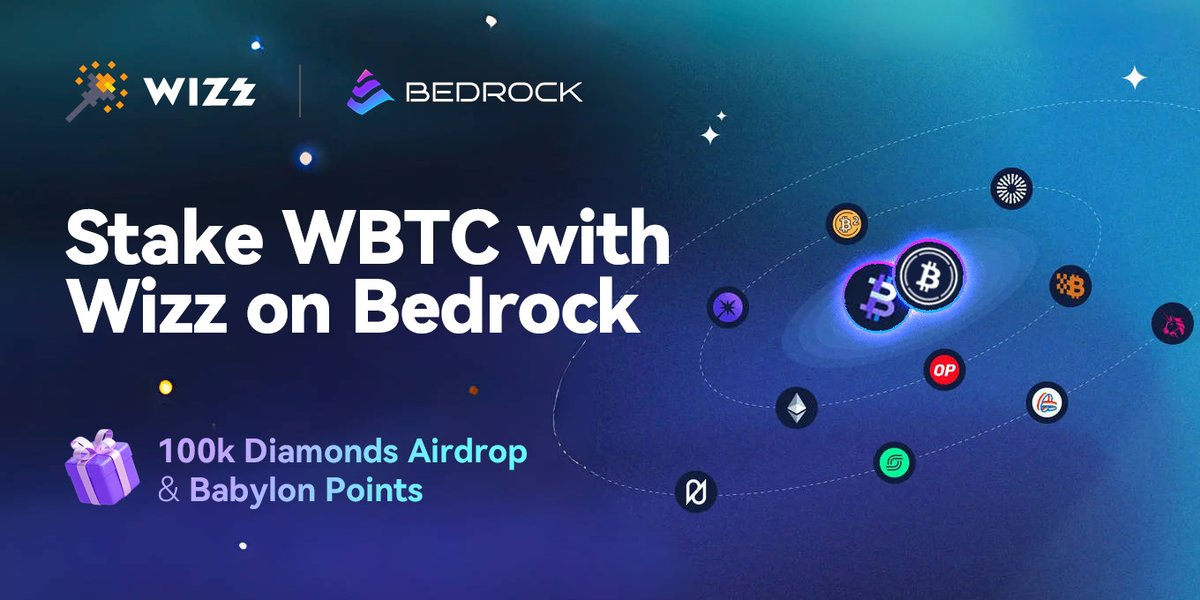 WIZZ
BEDROCK
Stake WBTC with
Wizz on Bedrock
100k Diamonds Airdrop
& Babylon Points
OP